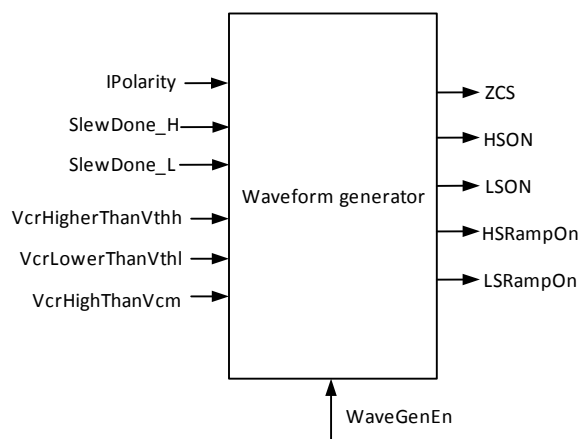 IPolarity
SlewDone_H
SlewDone_L
VcrHigherThanVthh
VcrLowerThanVthl
VcrHighThanVcm
Waveform generator
ZCS
HSON
LSON
HSRampOn
LSRampOn
WaveGenEn